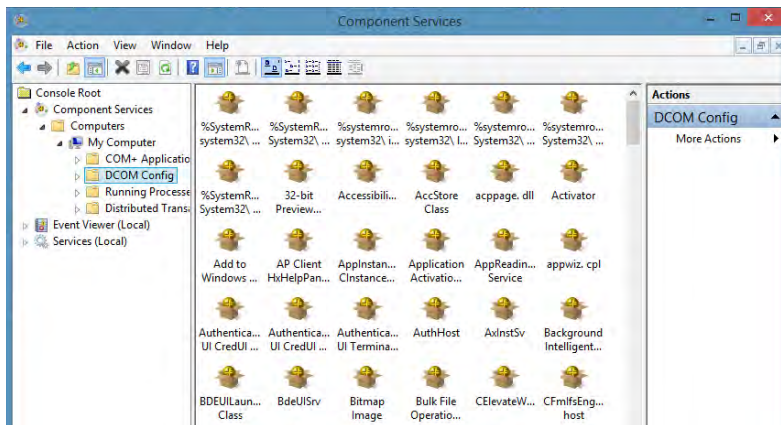 Component Services
File Action View Window Help
Console Root
Component Services
Computers
My Computer
COM+ Applicatio
DCOM Config
Running Processe
Distributed Trans
Event Viewer (Local)
Services (Local)
%SystemR... %SystemR... %systemro... %systemro... %systemro... %systemro...
system32\ ... System32\ ... system32\ i... system32\ l... System32\ ... System32\ ...
%SystemR... 32-bit Accessibili... AccStore acppage. dll Activator
System32\ ... Preview... Class
Add to AP Client AppInstan... Application AppReadin... appwiz. cpl
Windows ... HxHelpPan... CInstance... Activatio... Service
Authentica... Authentica... Authentica... AuthHost AxInstSv Background
UI CredUI ... UI CredUI ... UI Termina... Intelligent...
BDEUILaun... BdeUISrv Bitmap Bulk File CElevateW... CFmIfsEng...
Class Image Operatio... host
Actions
DCOM Config
More Actions